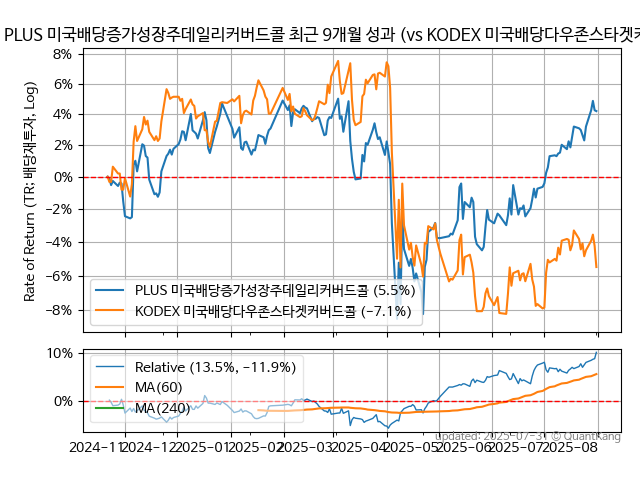 PLUS 미국배당증가성장주데일리커버드콜 최근 9개월 성과 (vs KODEX 미국배당다우존스타겟커
8%
6%
4%
2%
0%
−2%
−4%
−6%
−8%
Rate of Return (TR: 배당재투자, Log)
PLUS 미국배당증가성장주데일리커버드콜 (5.5%)
KODEX 미국배당다우존스타겟커버드콜 (−7.1%)
10%
0%
Relative (13.5%, −11.9%)
MA(60)
MA(240)
updated: 2025-07-31 © QuantKang
2024-11 2024-12 2025-01 2025-02 2025-03 2025-04 2025-05 2025-06 2025-07 2025-08